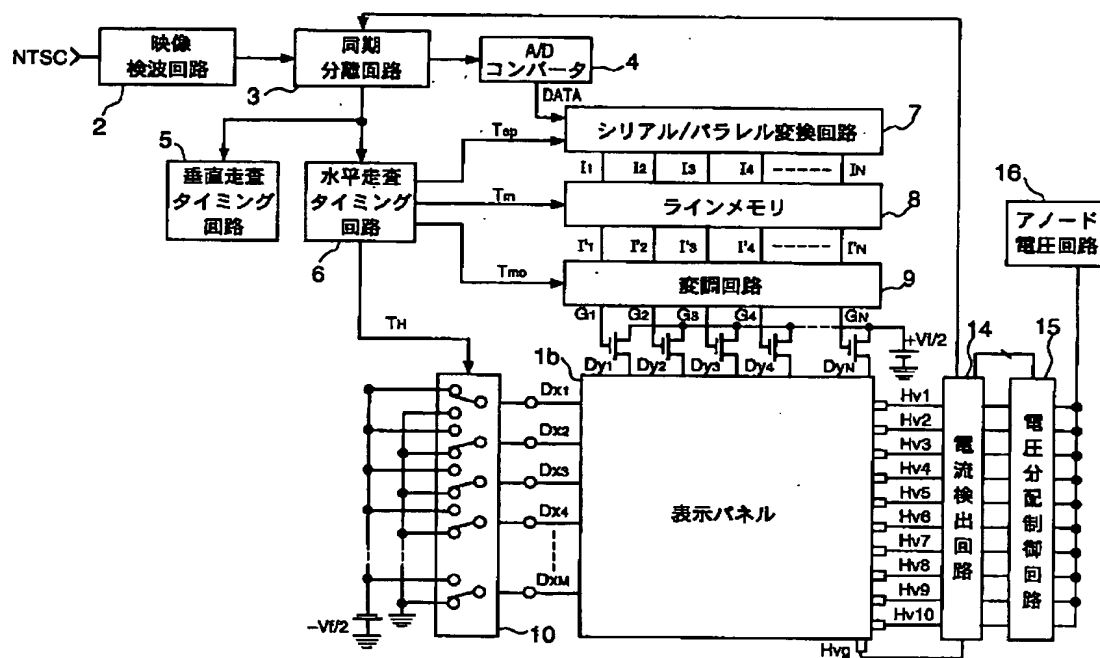 NTSC
映像
検波回路
2
同期
分離回路
3
A/D
コンバータ
4
DATA
5
垂直走査
タイミング
回路
水平走査
タイミング
回路
6
Tsp
Tm
Tmo
TH
シリアル/パラレル変換回路
7
I1 I2 I3 I4 IN
ラインメモリ
8
I'1 I'2 I'3 I'4 I'N
変調回路
9
G1 G2 G3 G4 GN
+Vf/2
Dy1 Dy2 Dy3 Dy4 DyN
1b
表示パネル
Dx1
Dx2
Dx3
Dx4
DxM
10
-Vf/2
Hv1
Hv2
Hv3
Hv4
Hv5
Hv6
Hv7
Hv8
Hv9
Hv10
Hvg
14
電流検出回路
15
電圧分配制御回路
16
アノード
電圧回路